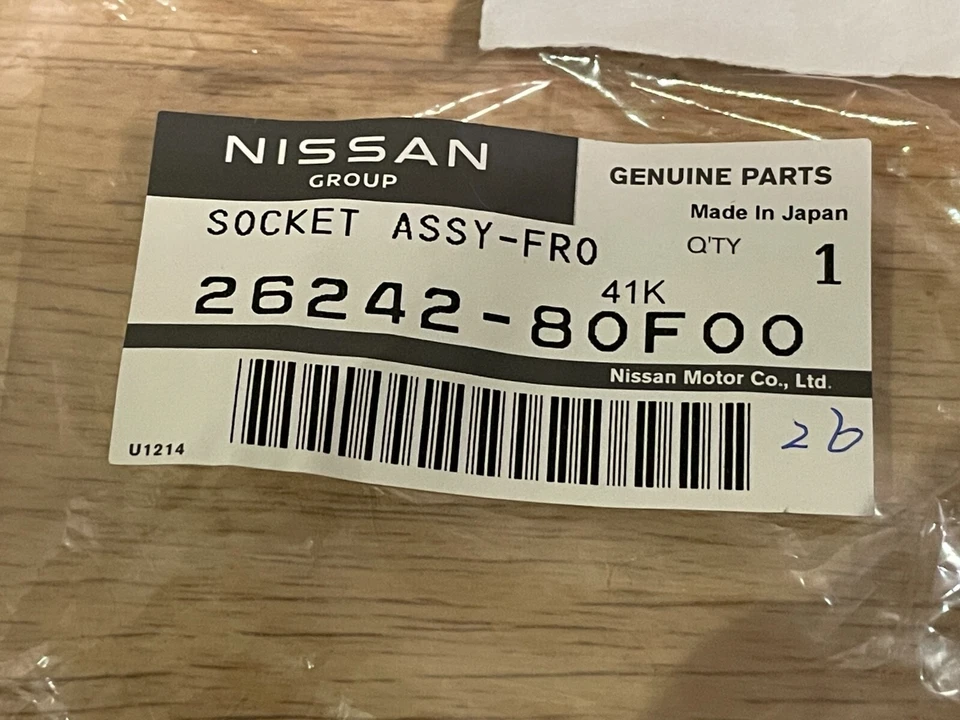 NISSAN
GROUP
GENUINE PARTS
Made In Japan
SOCKET ASSY-FRO
Q'TY 1
41K
26242-80F00
Nissan Motor Co., Ltd.
26
U1214